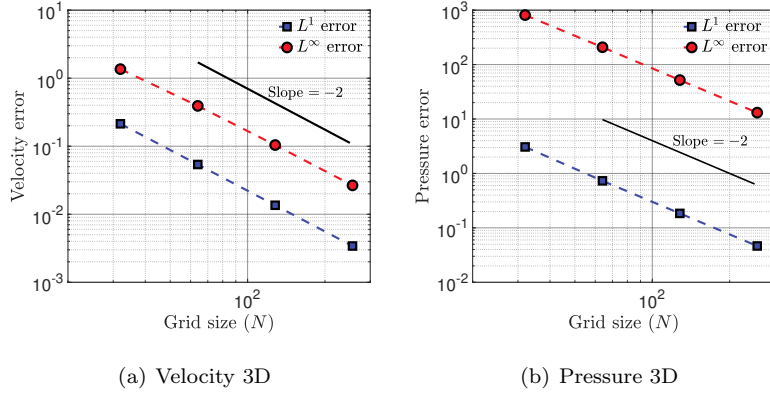 10^1
10^0
10^-1
10^-2
10^-3
Velocity error
L^1 error
L^∞ error
Slope = −2
10^2
Grid size (N)
(a) Velocity 3D
10^3
10^2
10^1
10^0
10^-1
10^-2
Pressure error
L^1 error
L^∞ error
Slope = −2
10^2
Grid size (N)
(b) Pressure 3D